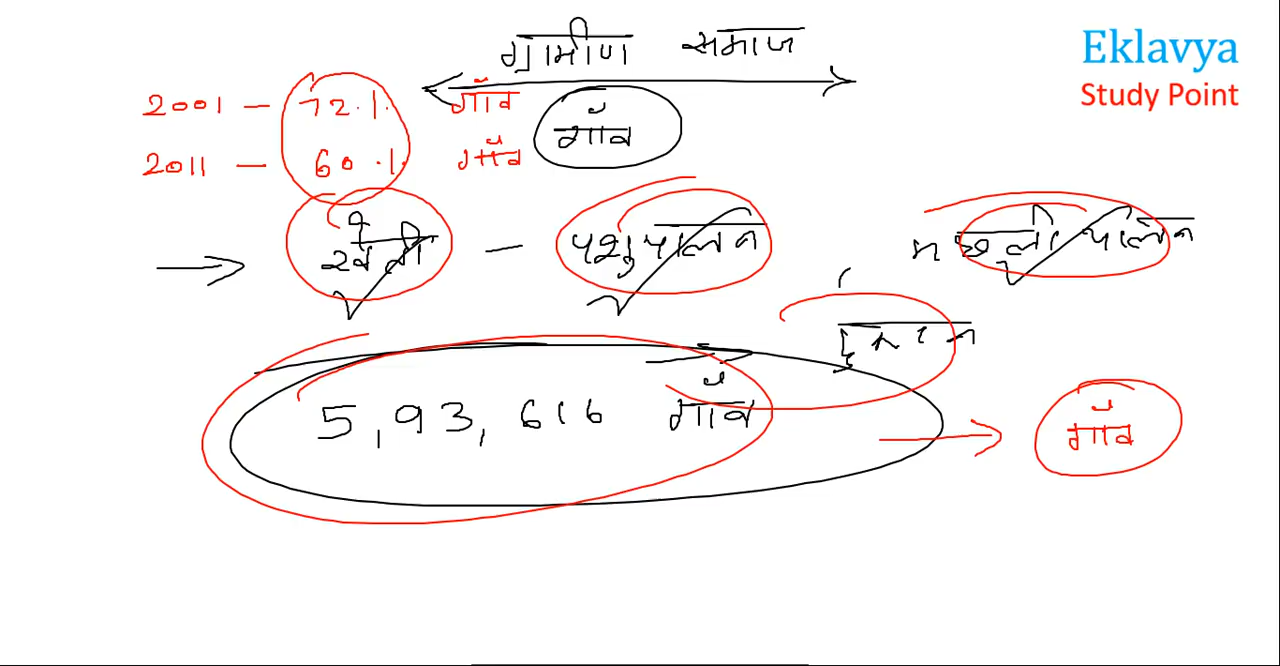 ग्रामीण समाज
Eklavya
Study Point
2001 - 72.1. गाँव
गाँव
2011 - 60.1. गाँव
→ खेती - पशुपालन मछली पालन
5,93,616 गाँव
→ गाँव